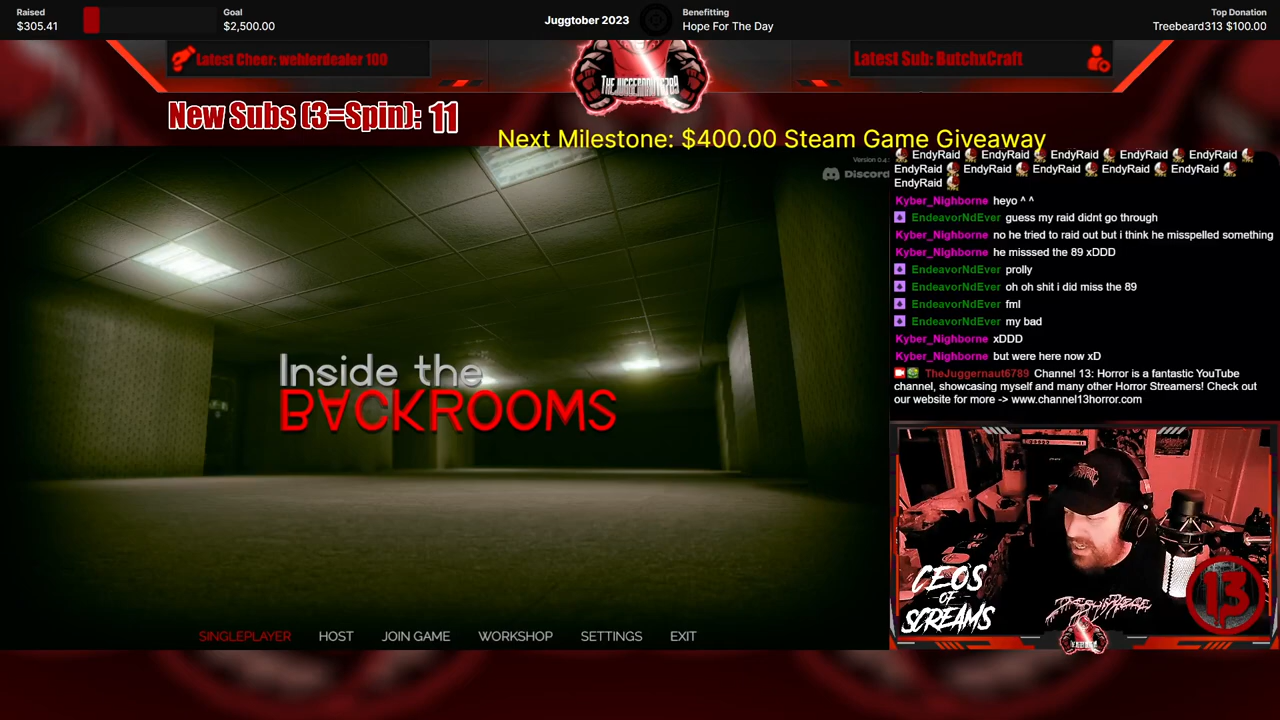 Raised
$305.41
Goal
$2,500.00
Juggtober 2023
Benefitting
Hope For The Day
Top Donation
Treebeard313 $100.00
Latest Cheer: wehlerdealer 100
THEJUGGERNAUT6789
Latest Sub: ButchxCraft
New Subs (3=Spin): 11
Next Milestone: $400.00 Steam Game Giveaway
Version 0.4
Discord
EndyRaid EndyRaid EndyRaid EndyRaid EndyRaid
EndyRaid EndyRaid EndyRaid EndyRaid EndyRaid
EndyRaid
Kyber_Nighborne heyo ^ ^
EndeavorNdEver guess my raid didnt go through
Kyber_Nighborne no he tried to raid out but i think he misspelled something
Kyber_Nighborne he misssed the 89 xDDD
EndeavorNdEver prolly
EndeavorNdEver oh oh shit i did miss the 89
EndeavorNdEver fml
EndeavorNdEver my bad
Kyber_Nighborne xDDD
Kyber_Nighborne but were here now xD
TheJuggernaut6789 Channel 13: Horror is a fantastic YouTube
channel, showcasing myself and many other Horror Streamers! Check out
our website for more -> www.channel13horror.com
Inside the
BACKROOMS
CEOS
OF
SCREAMS
13
SINGLEPLAYER HOST JOIN GAME WORKSHOP SETTINGS EXIT